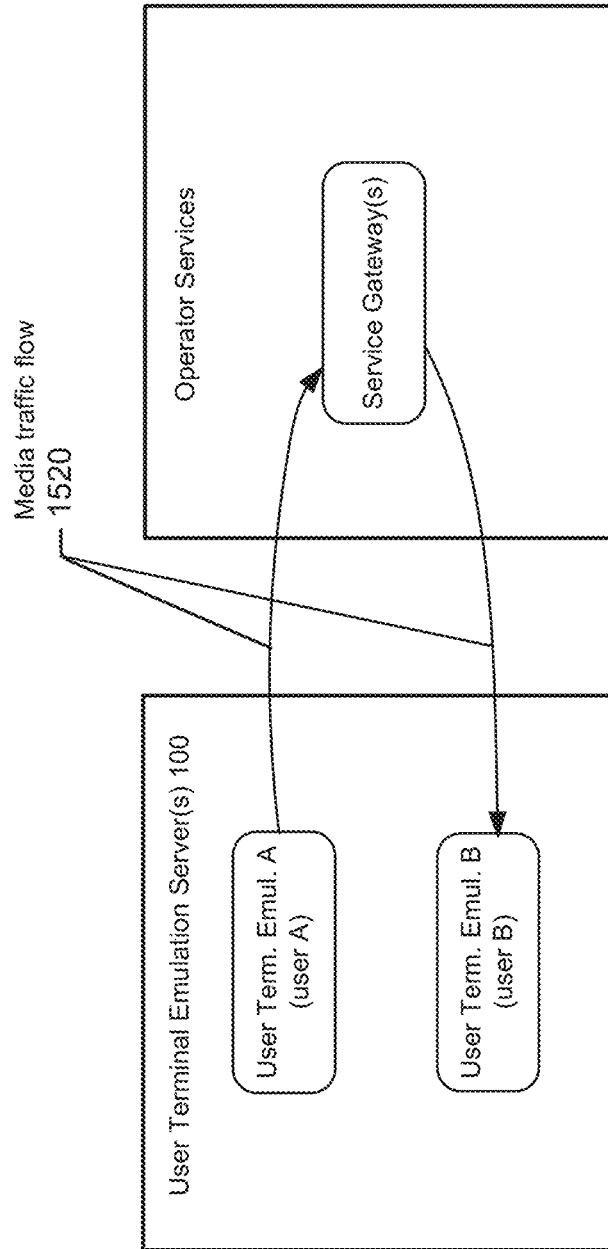 Media traffic flow
1520
User Terminal Emulation Server(s) 100
User Term. Emul. A
(user A)
User Term. Emul. B
(user B)
Operator Services
Service Gateway(s)